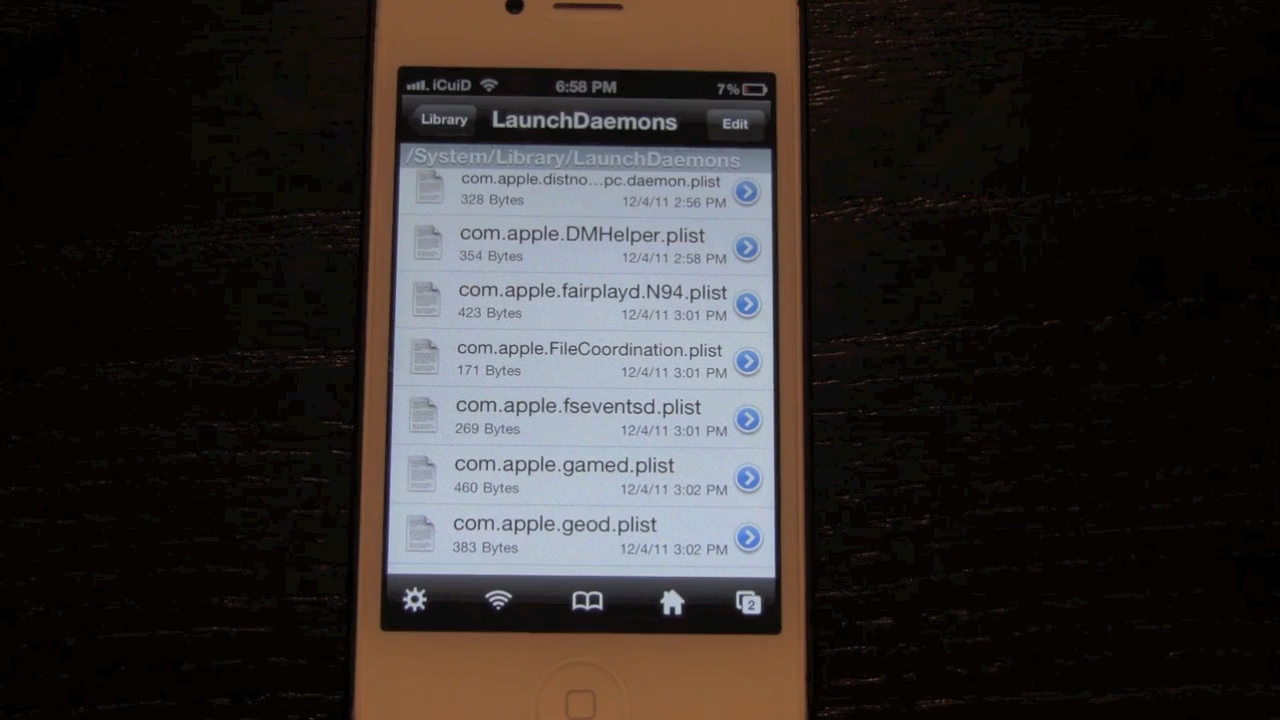 iCuiD 6:58 PM 7%
Library LaunchDaemons Edit
/System/Library/LaunchDaemons
com.apple.distno...pc.daemon.plist
328 Bytes 12/4/11 2:56 PM
com.apple.DMHelper.plist
354 Bytes 12/4/11 2:58 PM
com.apple.fairplayd.N94.plist
423 Bytes 12/4/11 3:01 PM
com.apple.FileCoordination.plist
171 Bytes 12/4/11 3:01 PM
com.apple.fseventsd.plist
269 Bytes 12/4/11 3:01 PM
com.apple.gamed.plist
460 Bytes 12/4/11 3:02 PM
com.apple.geod.plist
383 Bytes 12/4/11 3:02 PM
2